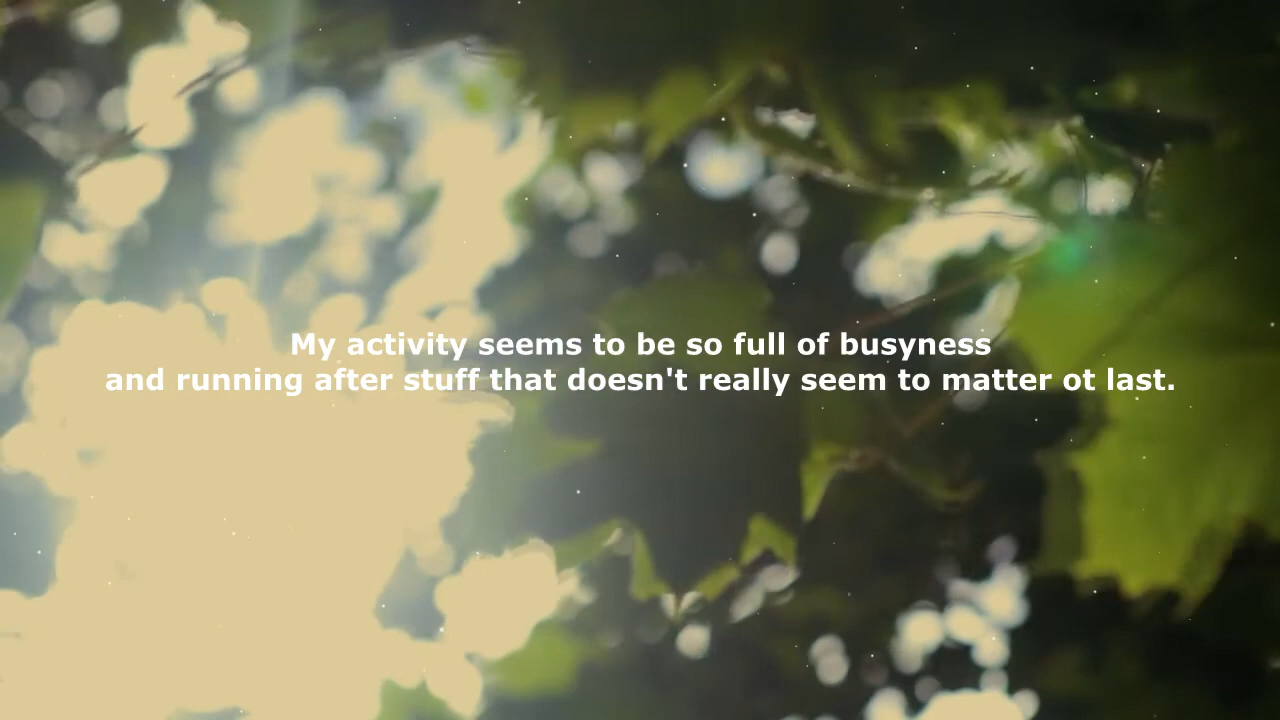 My activity seems to be so full of busyness
and running after stuff that doesn't really seem to matter ot last.